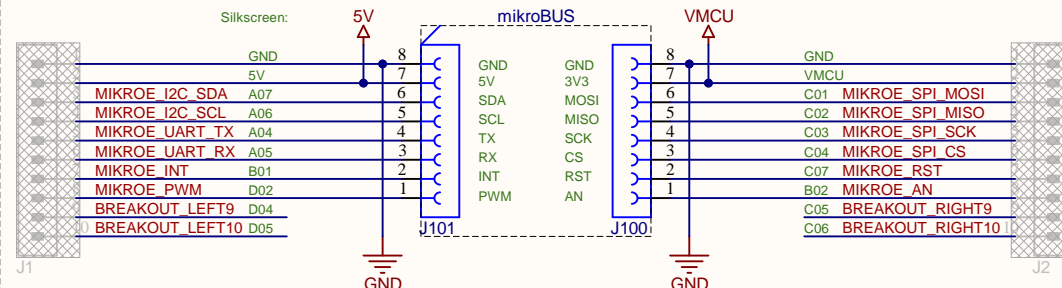 Silkscreen: 5V mikroBUS VMCU
GND 8 GND GND 8 GND
5V 7 5V 3V3 7 VMCU
MIKROE_I2C_SDA A07 6 SDA MOSI 6 C01 MIKROE_SPI_MOSI
MIKROE_I2C_SCL A06 5 SCL MISO 5 C02 MIKROE_SPI_MISO
MIKROE_UART_TX A04 4 TX SCK 4 C03 MIKROE_SPI_SCK
MIKROE_UART_RX A05 3 RX CS 3 C04 MIKROE_SPI_CS
MIKROE_INT B01 2 INT RST 2 C07 MIKROE_RST
MIKROE_PWM D02 1 PWM AN 1 B02 MIKROE_AN
BREAKOUT_LEFT9 D04 C05 BREAKOUT_RIGHT9
BREAKOUT_LEFT10 D05 J101 J100 C06 BREAKOUT_RIGHT10
J1 J2
GND GND